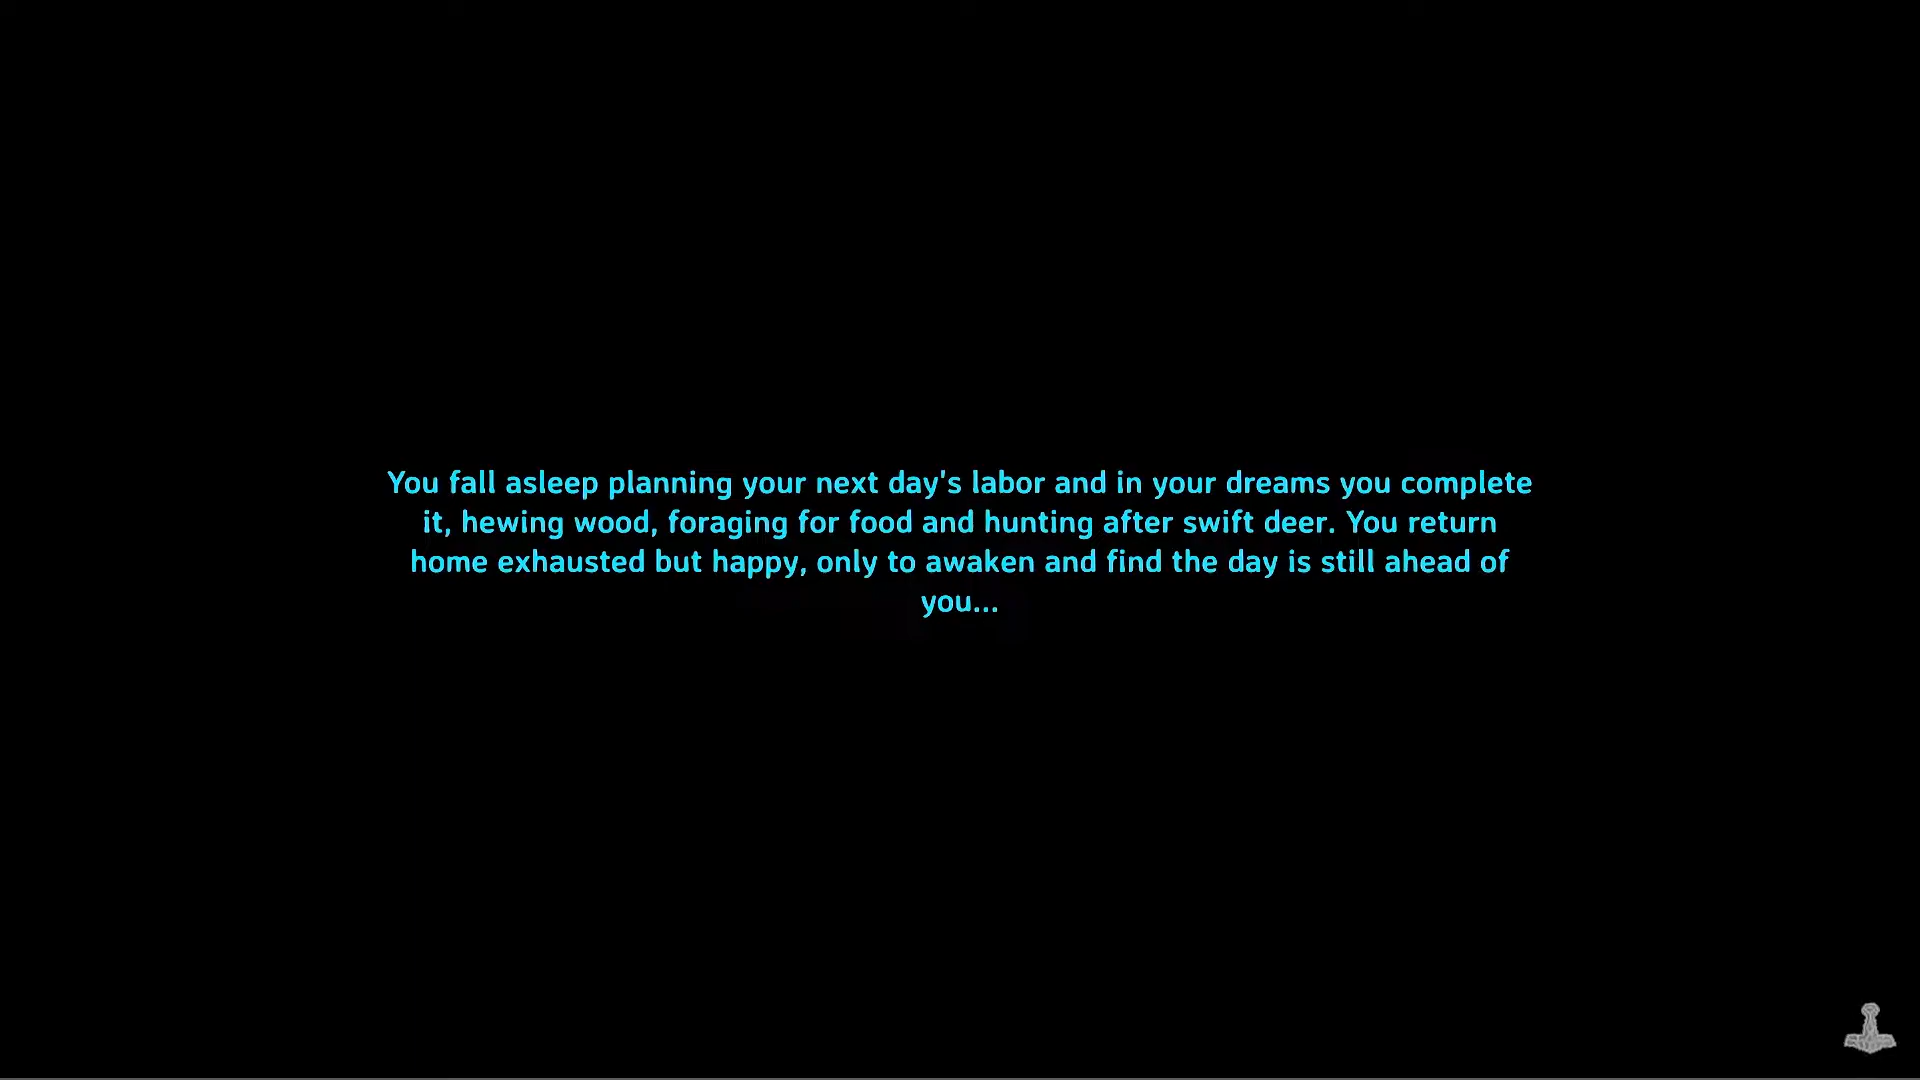 You fall asleep planning your next day's labor and in your dreams you complete
it, hewing wood, foraging for food and hunting after swift deer. You return
home exhausted but happy, only to awaken and find the day is still ahead of
you...